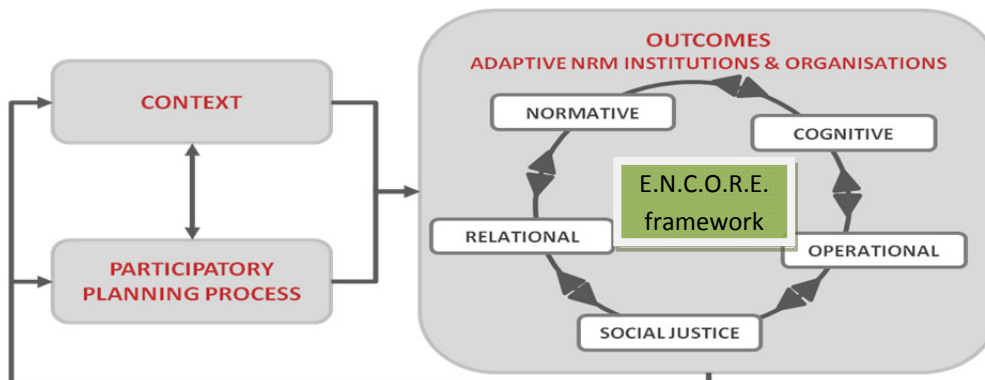 CONTEXT
PARTICIPATORY
PLANNING PROCESS
OUTCOMES
ADAPTIVE NRM INSTITUTIONS & ORGANISATIONS
NORMATIVE
COGNITIVE
E.N.C.O.R.E.
framework
RELATIONAL
OPERATIONAL
SOCIAL JUSTICE